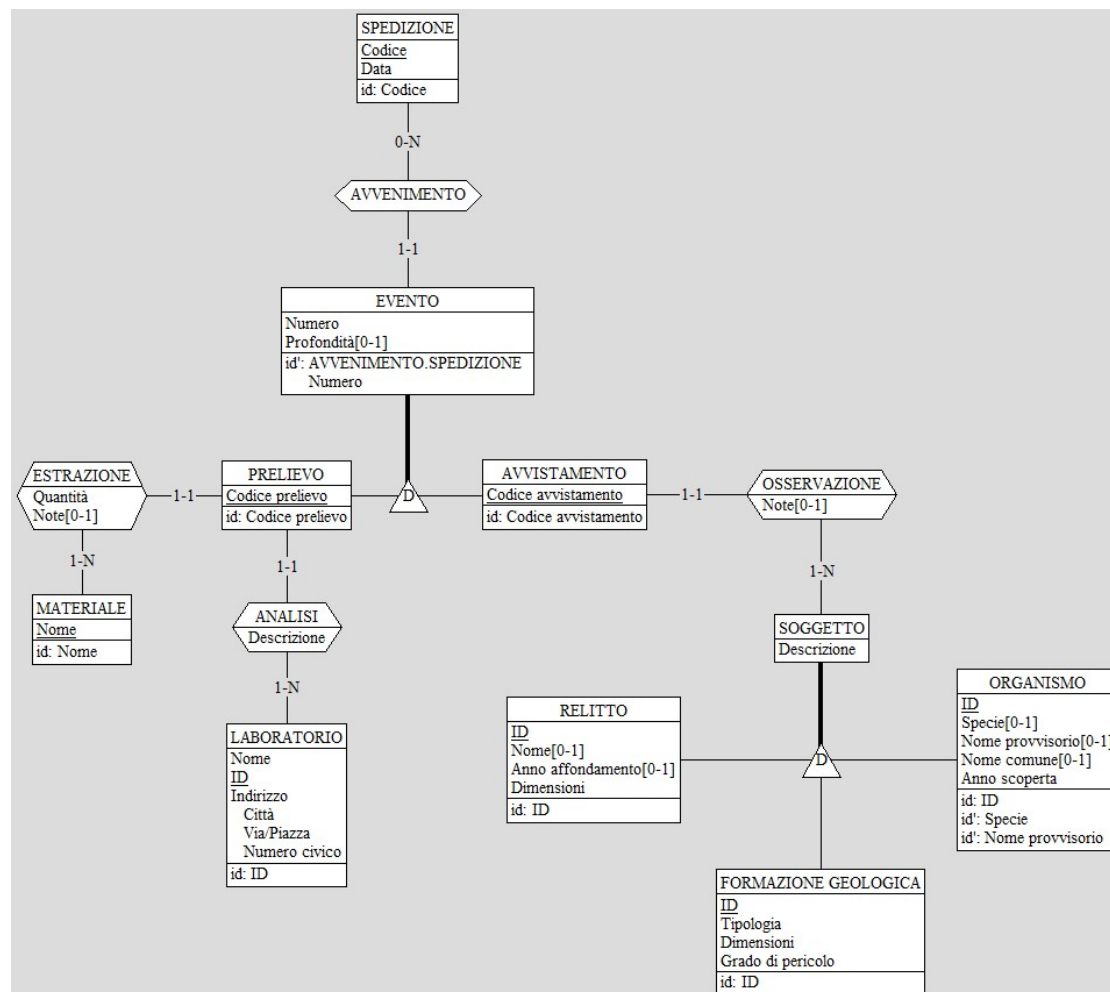 SPEDIZIONE
Codice
Data
id: Codice
0-N
AVVENIMENTO
1-1
EVENTO
Numero
Profondità[0-1]
id': AVVENIMENTO.SPEDIZIONE
Numero
ESTRAZIONE
Quantità
Note[0-1]
1-1
PRELIEVO
Codice prelievo
id: Codice prelievo
D
AVVISTAMENTO
Codice avvistamento
id: Codice avvistamento
1-1
OSSERVAZIONE
Note[0-1]
1-N
MATERIALE
Nome
id: Nome
1-1
ANALISI
Descrizione
1-N
LABORATORIO
Nome
ID
Indirizzo
Città
Via/Piazza
Numero civico
id: ID
1-N
SOGGETTO
Descrizione
RELITTO
ID
Nome[0-1]
Anno affondamento[0-1]
Dimensioni
id: ID
D
ORGANISMO
ID
Specie[0-1]
Nome provvisorio[0-1]
Nome comune[0-1]
Anno scoperta
id: ID
id': Specie
id': Nome provvisorio
FORMAZIONE GEOLOGICA
ID
Tipologia
Dimensioni
Grado di pericolo
id: ID